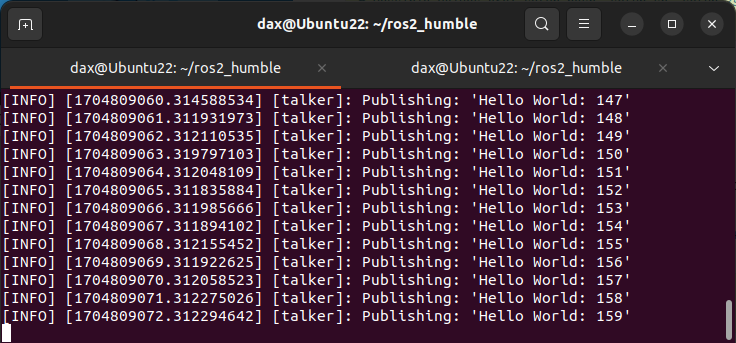 dax@Ubuntu22: ~/ros2_humble
dax@Ubuntu22: ~/ros2_humble
dax@Ubuntu22: ~/ros2_humble
[INFO] [1704809060.314588534] [talker]: Publishing: 'Hello World: 147'
[INFO] [1704809061.311931973] [talker]: Publishing: 'Hello World: 148'
[INFO] [1704809062.312110535] [talker]: Publishing: 'Hello World: 149'
[INFO] [1704809063.319797103] [talker]: Publishing: 'Hello World: 150'
[INFO] [1704809064.312048109] [talker]: Publishing: 'Hello World: 151'
[INFO] [1704809065.311835884] [talker]: Publishing: 'Hello World: 152'
[INFO] [1704809066.311985666] [talker]: Publishing: 'Hello World: 153'
[INFO] [1704809067.311894102] [talker]: Publishing: 'Hello World: 154'
[INFO] [1704809068.312155452] [talker]: Publishing: 'Hello World: 155'
[INFO] [1704809069.311922625] [talker]: Publishing: 'Hello World: 156'
[INFO] [1704809070.312058523] [talker]: Publishing: 'Hello World: 157'
[INFO] [1704809071.312275026] [talker]: Publishing: 'Hello World: 158'
[INFO] [1704809072.312294642] [talker]: Publishing: 'Hello World: 159'